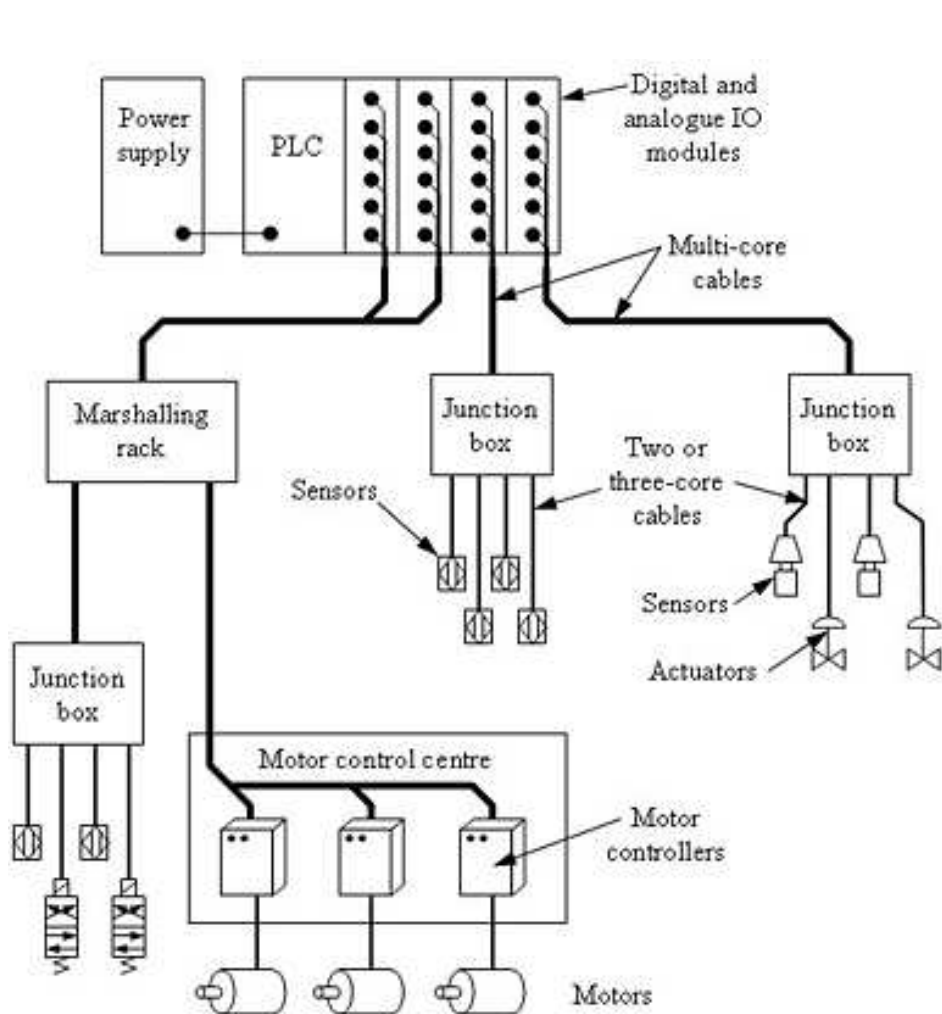 Power
supply
PLC
Digital and
analogue IO
modules
Multi-core
cables
Marshalling
rack
Junction
box
Junction
box
Two or
three-core
cables
Sensors
Sensors
Actuators
Junction
box
Motor control centre
Motor
controllers
Motors